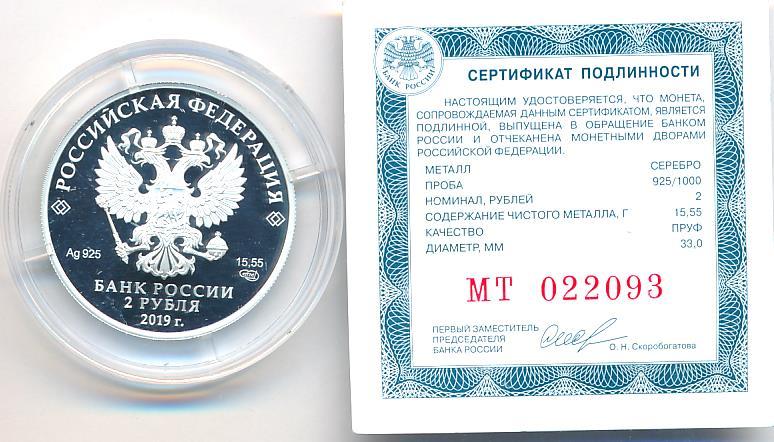 РОССИЙСКАЯ ФЕДЕРАЦИЯ
Ag 925
15,55
БАНК РОССИИ
2 РУБЛЯ
2019 г.
БАНК РОССИИ
СЕРТИФИКАТ ПОДЛИННОСТИ
НАСТОЯЩИМ УДОСТОВЕРЯЕТСЯ, ЧТО МОНЕТА,
СОПРОВОЖДАЕМАЯ ДАННЫМ СЕРТИФИКАТОМ, ЯВЛЯЕТСЯ
ПОДЛИННОЙ, ВЫПУЩЕНА В ОБРАЩЕНИЕ БАНКОМ
РОССИИ И ОТЧЕКАНЕНА МОНЕТНЫМИ ДВОРАМИ
РОССИЙСКОЙ ФЕДЕРАЦИИ.
МЕТАЛЛ СЕРЕБРО
ПРОБА 925/1000
НОМИНАЛ, РУБЛЕЙ 2
СОДЕРЖАНИЕ ЧИСТОГО МЕТАЛЛА, Г 15,55
КАЧЕСТВО ПРУФ
ДИАМЕТР, ММ 33,0
МТ 022093
ПЕРВЫЙ ЗАМЕСТИТЕЛЬ
ПРЕДСЕДАТЕЛЯ
БАНКА РОССИИ
О. Н. Скоробогатова